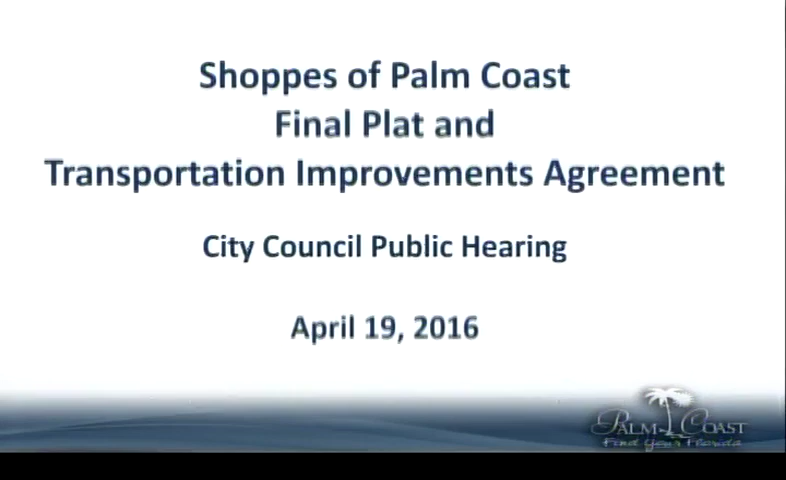 Shoppes of Palm Coast
Final Plat and
Transportation Improvements Agreement
City Council Public Hearing
April 19, 2016
PALM COAST
Find Your Florida